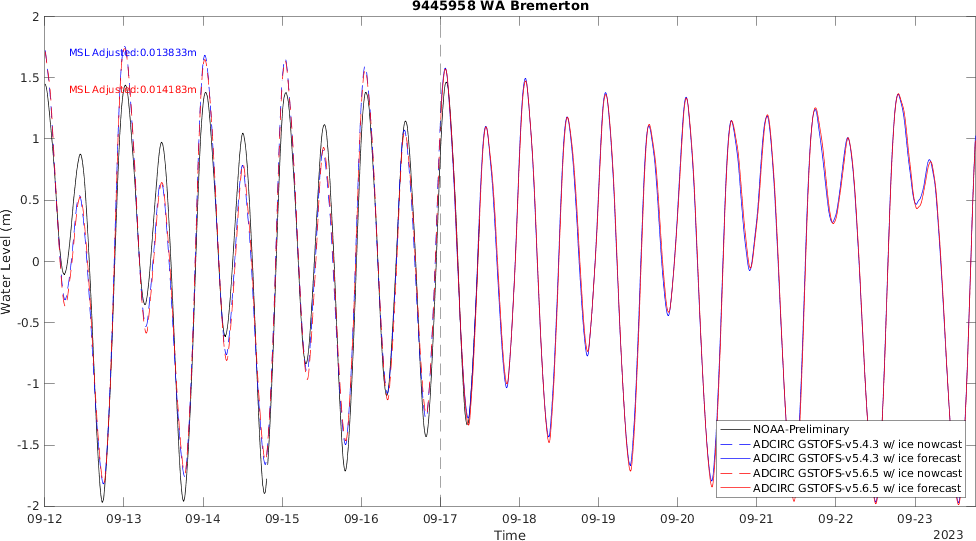 9445958 WA Bremerton
2
1.5
1
0.5
0
-0.5
-1
-1.5
-2
Water Level (m)
MSL Adjusted:0.013833m
MSL Adjusted:0.014183m
NOAA-Preliminary
ADCIRC GSTOFS-v5.4.3 w/ ice nowcast
ADCIRC GSTOFS-v5.4.3 w/ ice forecast
ADCIRC GSTOFS-v5.6.5 w/ ice nowcast
ADCIRC GSTOFS-v5.6.5 w/ ice forecast
09-12 09-13 09-14 09-15 09-16 09-17 09-18 09-19 09-20 09-21 09-22 09-23
Time
2023